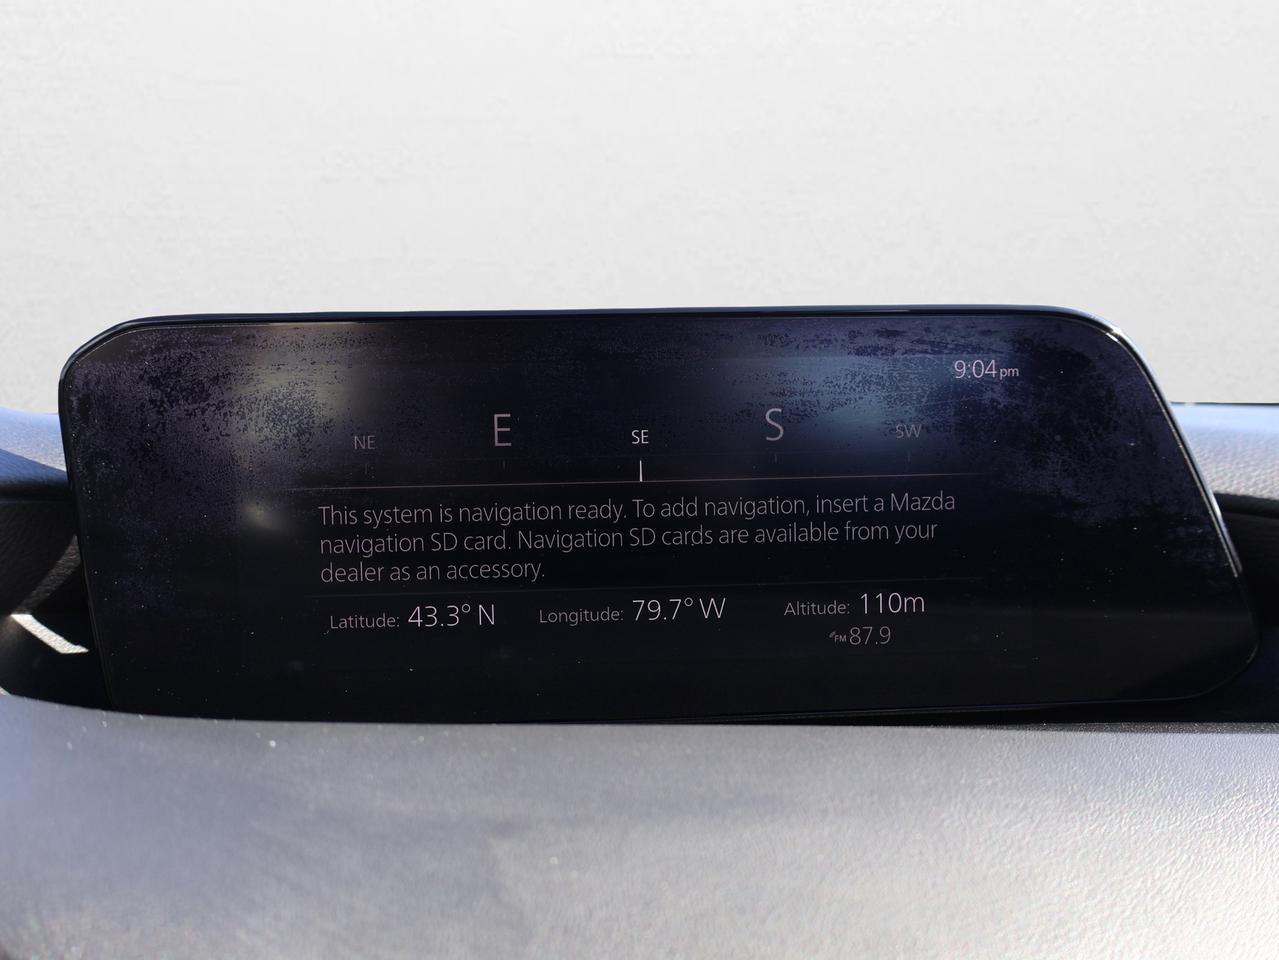 9:04pm
NE E SE S SW
This system is navigation ready. To add navigation, insert a Mazda
navigation SD card. Navigation SD cards are available from your
dealer as an accessory.
Latitude: 43.3° N Longitude: 79.7° W Altitude: 110m
FM 87.9